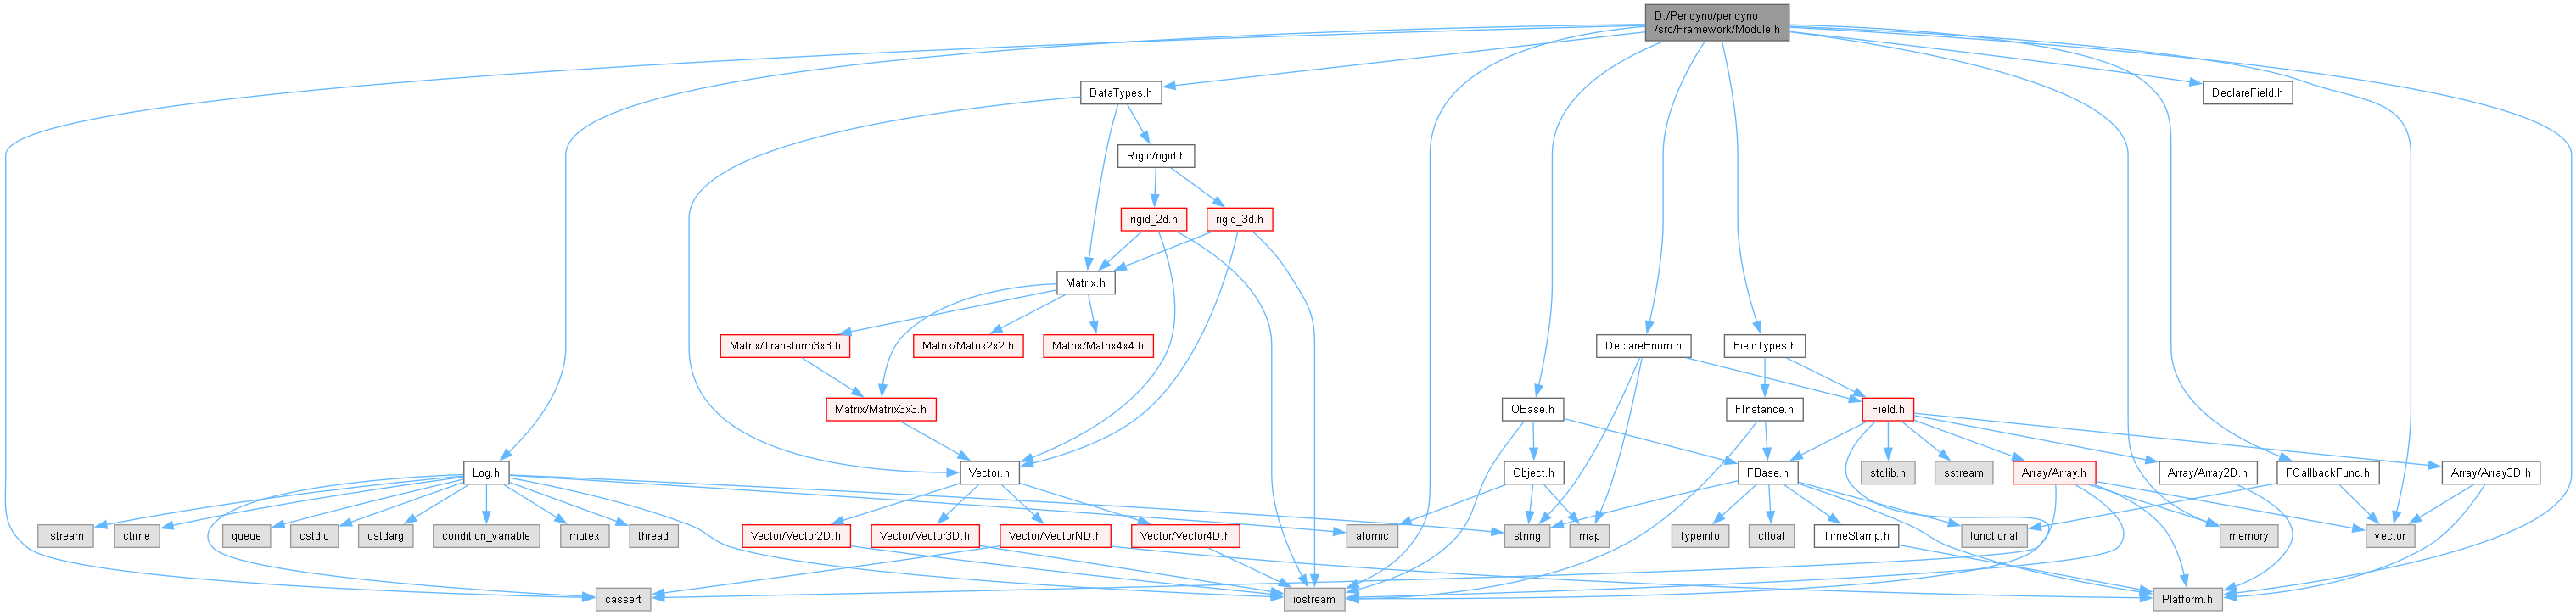 D:/Peridyno/peridyno
/src/Framework/Module.h
DataTypes.h
DeclareField.h
Rigid/rigid.h
rigid_2d.h
rigid_3d.h
Matrix.h
Matrix/Transform3x3.h
Matrix/Matrix2x2.h
Matrix/Matrix4x4.h
DeclareEnum.h
FieldTypes.h
Matrix/Matrix3x3.h
OBase.h
FInstance.h
Field.h
Log.h
Vector.h
Object.h
FBase.h
stdlib.h
sstream
Array/Array.h
Array/Array2D.h
FCallbackFunc.h
Array/Array3D.h
fstream
ctime
queue
cstdio
cstdarg
condition_variable
mutex
thread
Vector/Vector2D.h
Vector/Vector3D.h
Vector/VectorND.h
Vector/Vector4D.h
atomic
string
map
typeinfo
cfloat
TimeStamp.h
functional
memory
vector
cassert
iostream
Platform.h